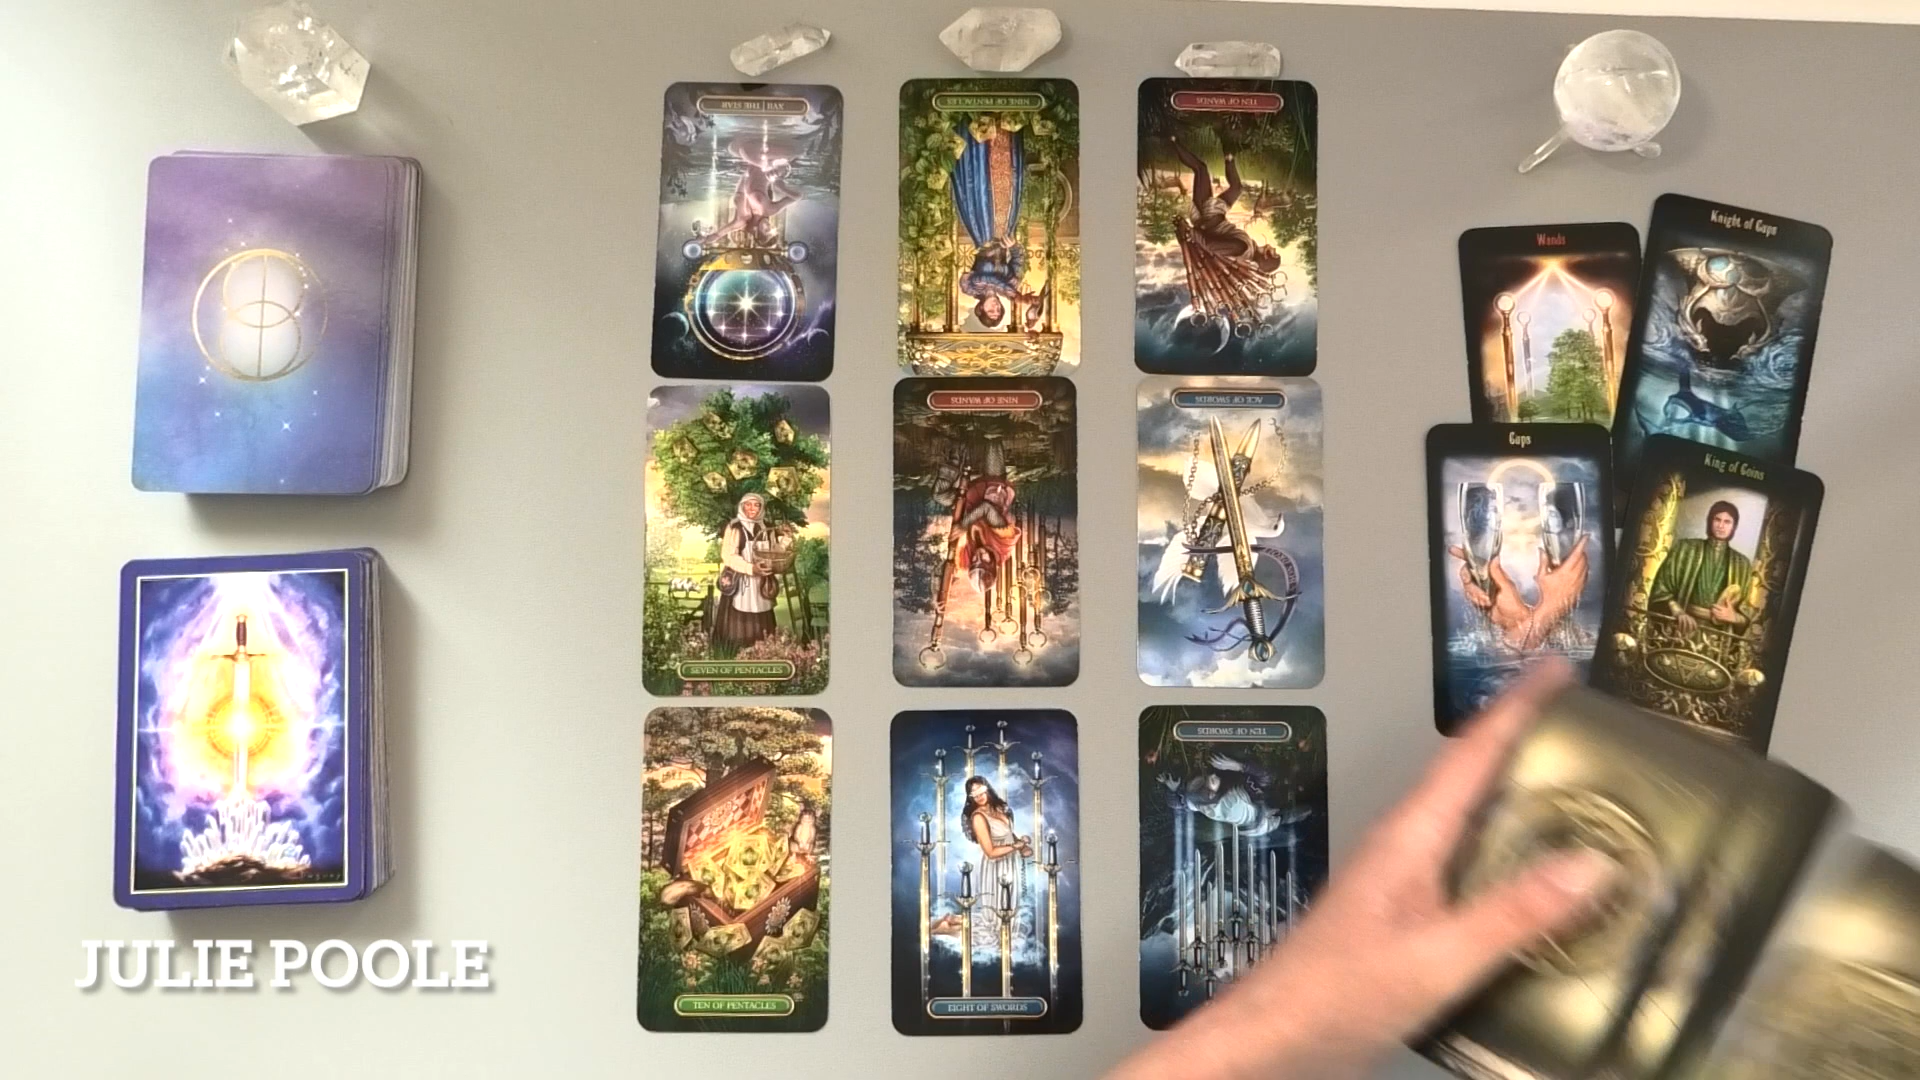 XVII THE STAR
NINE OF PENTACLES
TEN OF WANDS
Wands
Knight of Cups
NINE OF WANDS
ACE OF SWORDS
SEVEN OF PENTACLES
Cups
King of Coins
TEN OF SWORDS
TEN OF PENTACLES
EIGHT OF SWORDS
JULIE POOLE